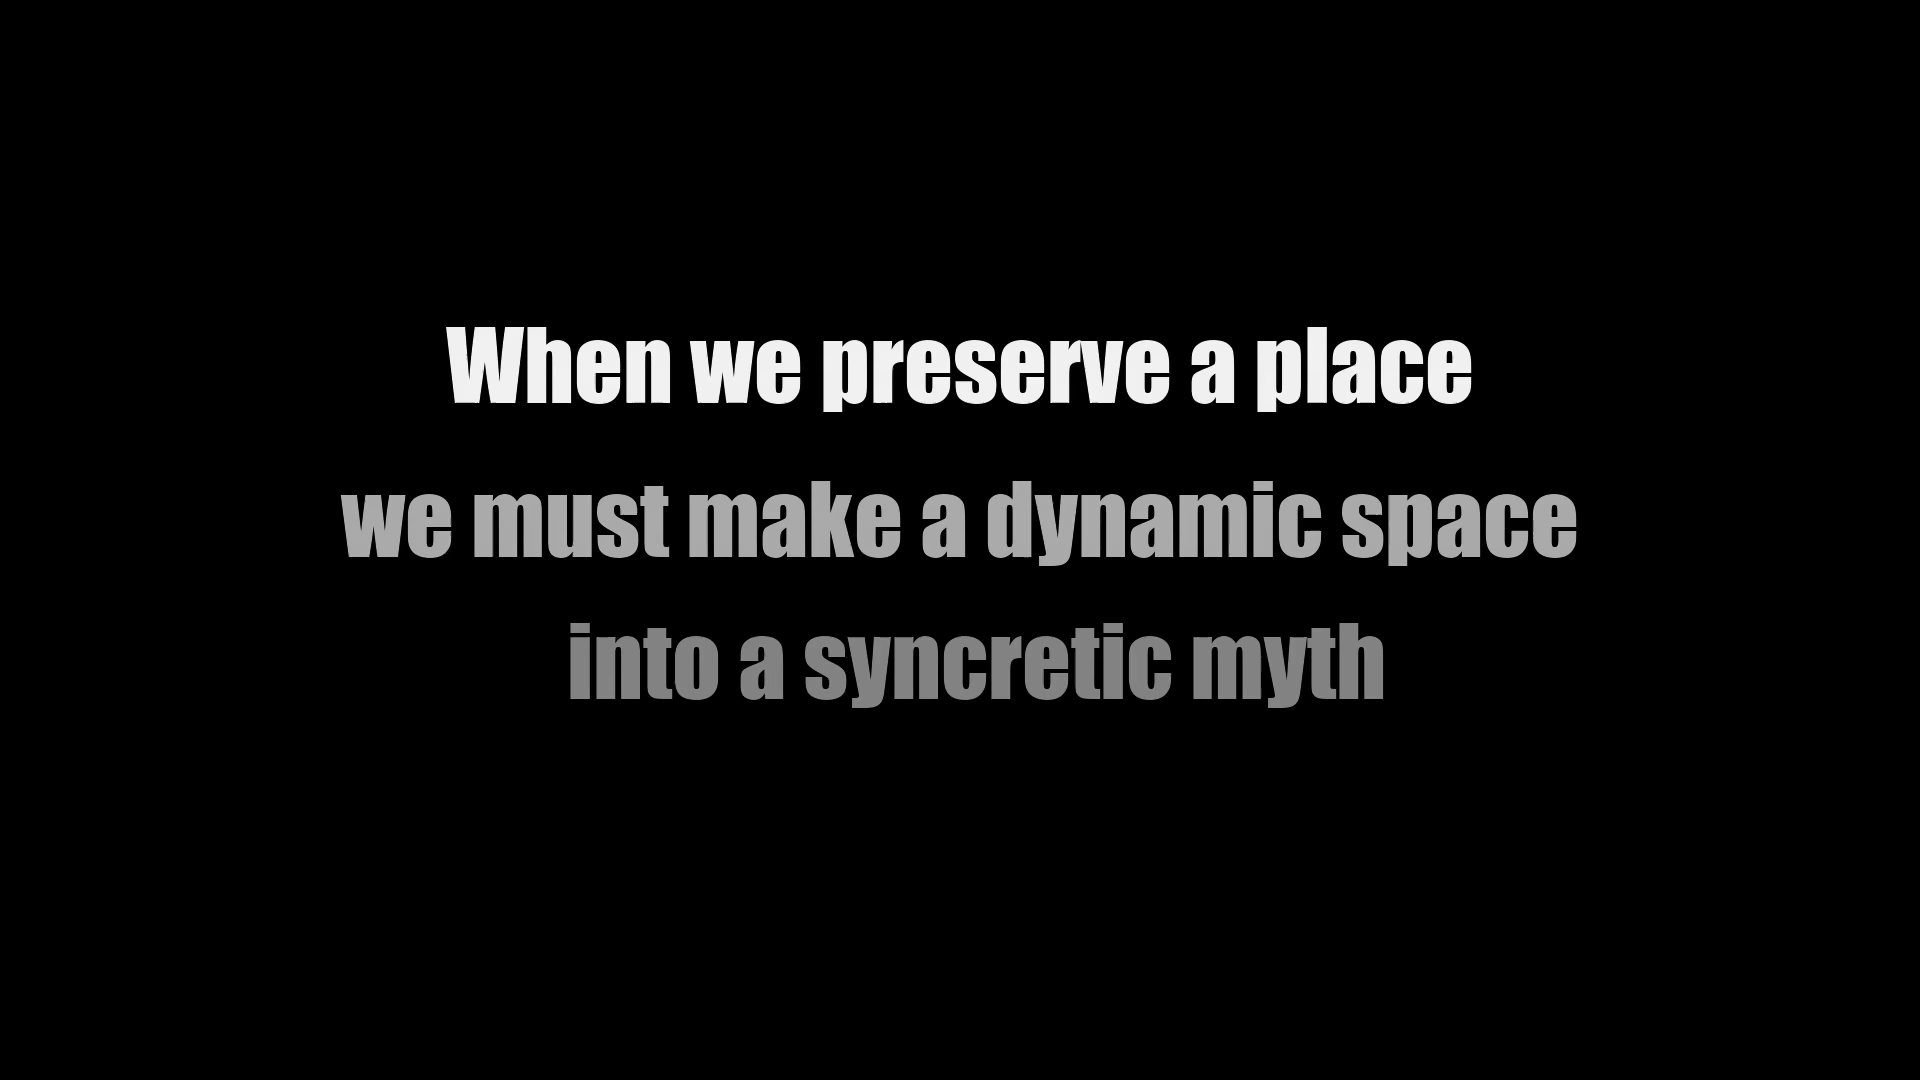 When we preserve a place
we must make a dynamic space
into a syncretic myth